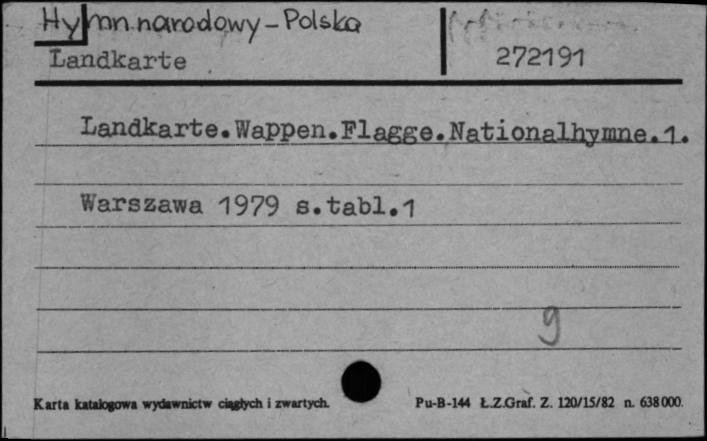 Hymn narodowy - Polska
Landkarte
272191
Landkarte.Wappen.Flagge.Nationalhymne.1.
Warszawa 1979 s.tabl.1
g
Karta katalogowa wydawnictw ciągłych i zwartych.
Pu-B-144 Ł.Z.Graf. Z. 120/15/82 n. 638000.